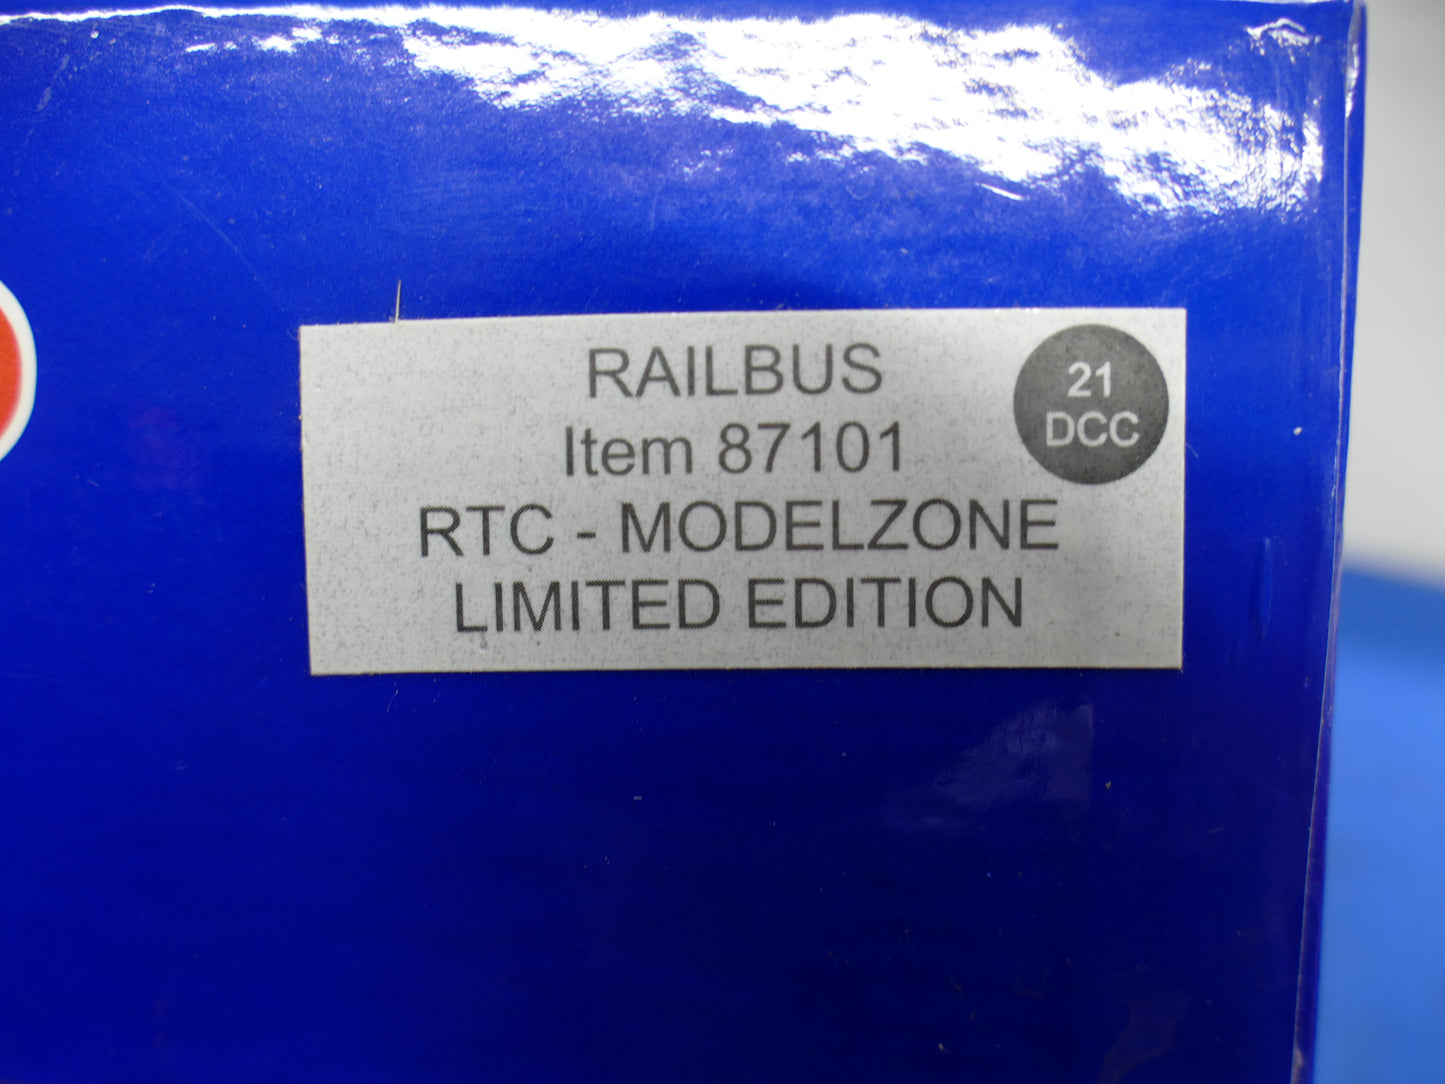 RAILBUS
Item 87101
RTC - MODELZONE
LIMITED EDITION
21
DCC